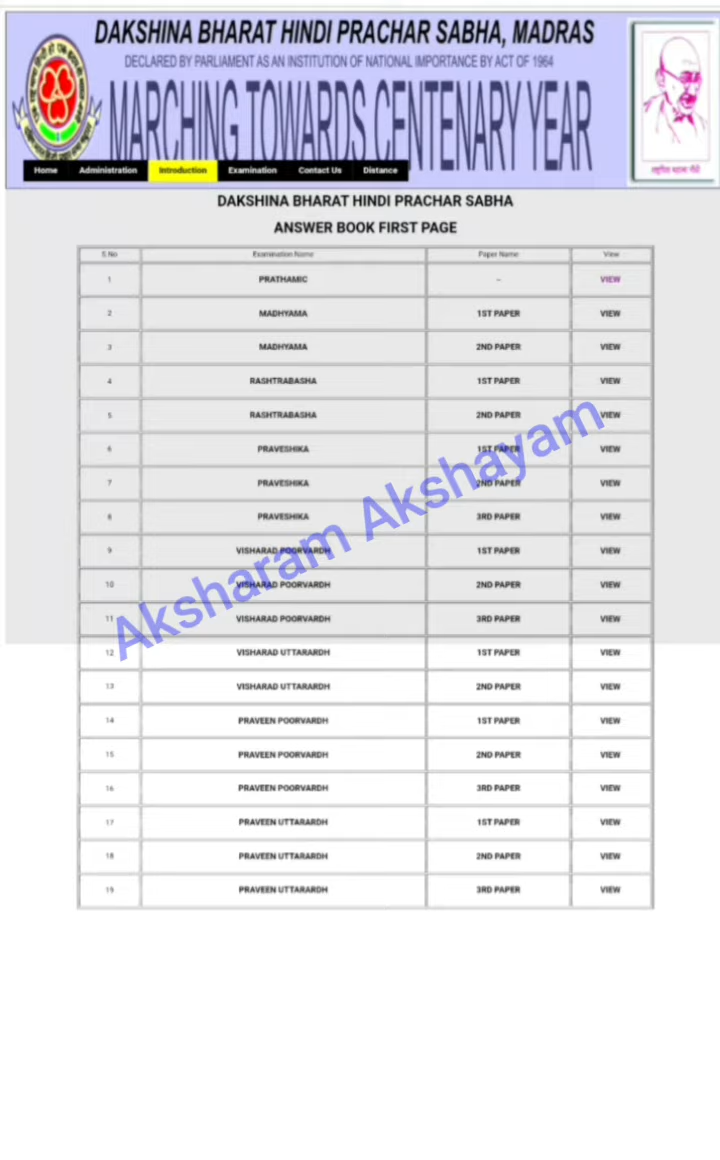 DAKSHINA BHARAT HINDI PRACHAR SABHA, MADRAS
DECLARED BY PARLIAMENT AS AN INSTITUTION OF NATIONAL IMPORTANCE BY ACT OF 1964
MARCHING TOWARDS CENTENARY YEAR
Home Administration Introduction Examination Contact Us Distance
DAKSHINA BHARAT HINDI PRACHAR SABHA
ANSWER BOOK FIRST PAGE
S.No Examination Name Paper Name View
1 PRATHAMIC -- VIEW
2 MADHYAMA 1ST PAPER VIEW
3 MADHYAMA 2ND PAPER VIEW
4 RASHTRABASHA 1ST PAPER VIEW
5 RASHTRABASHA 2ND PAPER VIEW
6 PRAVESHIKA 1ST PAPER VIEW
7 PRAVESHIKA 2ND PAPER VIEW
8 PRAVESHIKA 3RD PAPER VIEW
9 VISHARAD POORVARDH 1ST PAPER VIEW
10 VISHARAD POORVARDH 2ND PAPER VIEW
11 VISHARAD POORVARDH 3RD PAPER VIEW
12 VISHARAD UTTARARDH 1ST PAPER VIEW
13 VISHARAD UTTARARDH 2ND PAPER VIEW
14 PRAVEEN POORVARDH 1ST PAPER VIEW
15 PRAVEEN POORVARDH 2ND PAPER VIEW
16 PRAVEEN POORVARDH 3RD PAPER VIEW
17 PRAVEEN UTTARARDH 1ST PAPER VIEW
18 PRAVEEN UTTARARDH 2ND PAPER VIEW
19 PRAVEEN UTTARARDH 3RD PAPER VIEW
Aksharam Akshayam